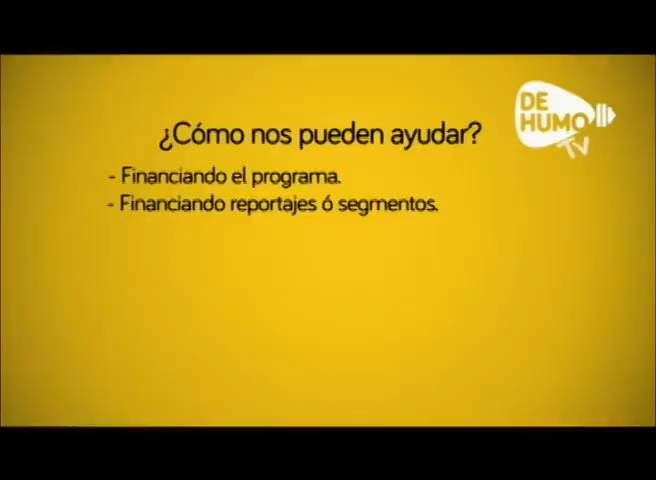 DE
HUMO
TV
¿Cómo nos pueden ayudar?
- Financiando el programa.
- Financiando reportajes ó segmentos.